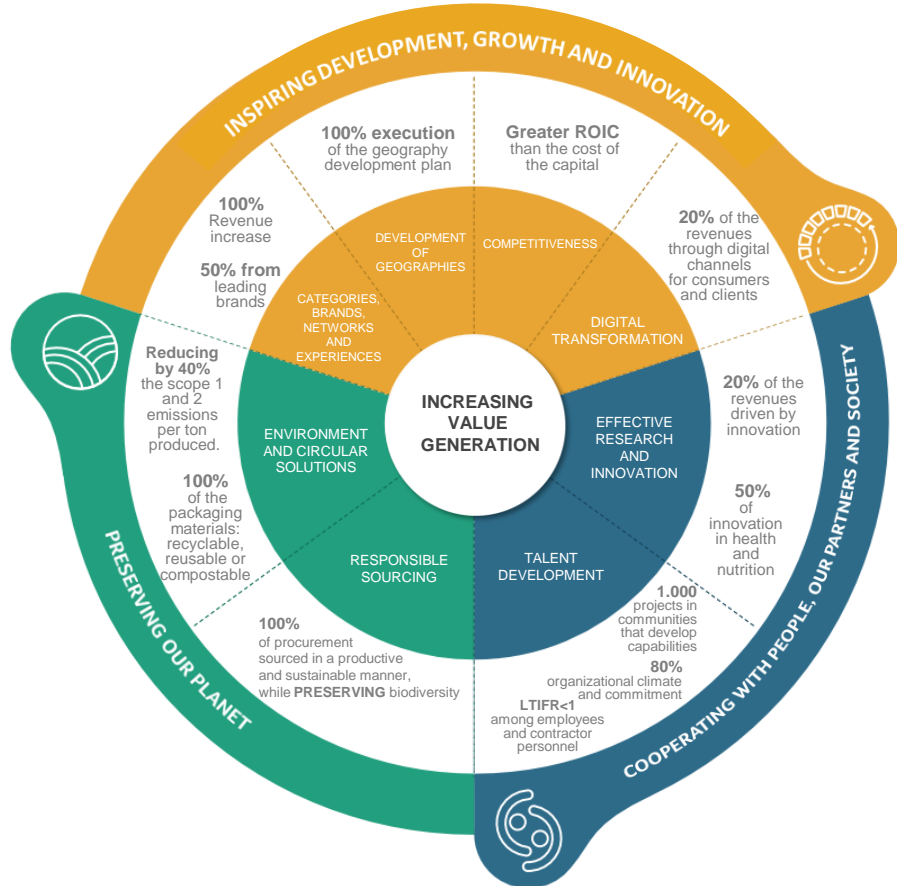 INSPIRING DEVELOPMENT, GROWTH AND INNOVATION
100% execution
of the geography
development plan
Greater ROIC
than the cost of
the capital
100%
Revenue
increase
50% from
leading
brands
20% of the
revenues
through digital
channels
for consumers
and clients
DEVELOPMENT
OF
GEOGRAPHIES
COMPETITIVENESS
CATEGORIES,
BRANDS,
NETWORKS
AND
EXPERIENCES
DIGITAL
TRANSFORMATION
INCREASING
VALUE
GENERATION
Reducing
by 40%
the scope 1
and 2
emissions
per ton
produced.
100%
of the
packaging
materials:
recyclable,
reusable or
compostable
ENVIRONMENT
AND CIRCULAR
SOLUTIONS
EFFECTIVE
RESEARCH
AND
INNOVATION
20% of the
revenues
driven by
innovation
50%
of
innovation
in health
and
nutrition
RESPONSIBLE
SOURCING
TALENT
DEVELOPMENT
100%
of procurement
sourced in a productive
and sustainable manner,
while PRESERVING biodiversity
1.000
projects in
communities
that develop
capabilities
80%
organizational climate
and commitment
LTIFR<1
among employees
and contractor
personnel
PRESERVING OUR PLANET
COOPERATING WITH PEOPLE, OUR PARTNERS AND SOCIETY